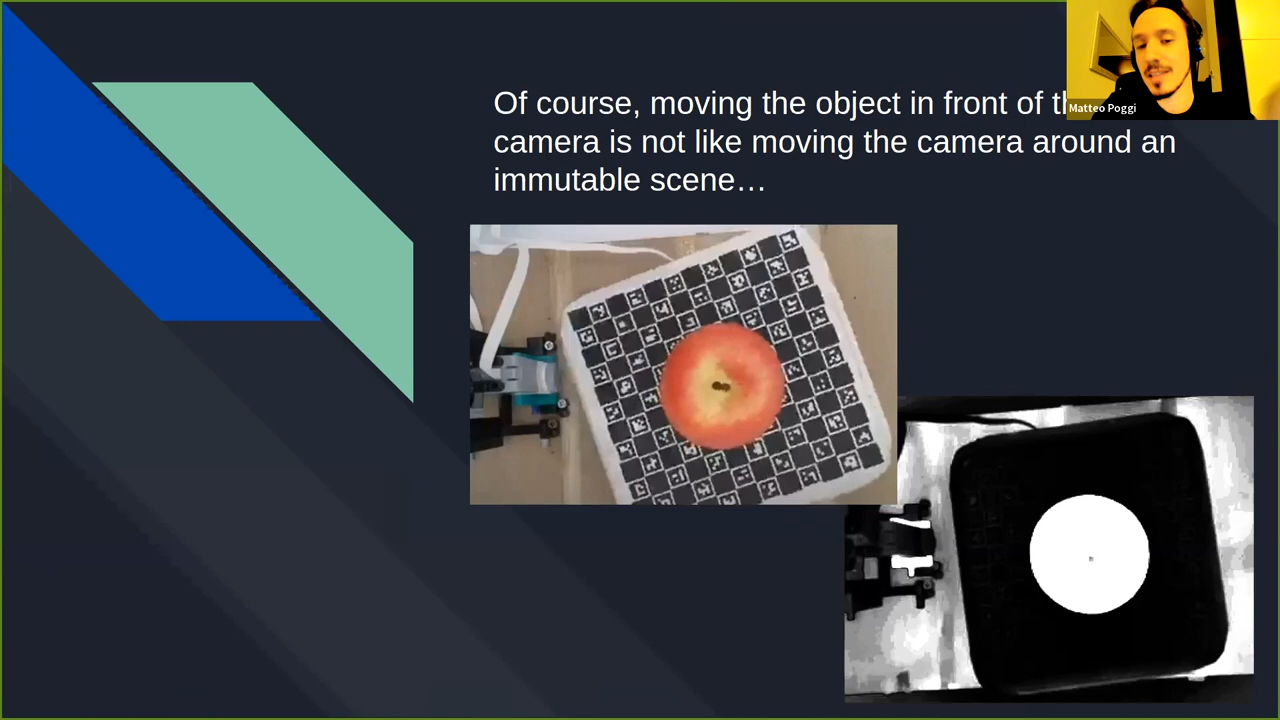 Of course, moving the object in front of
camera is not like moving the camera around an
immutable scene…
Matteo Poggi